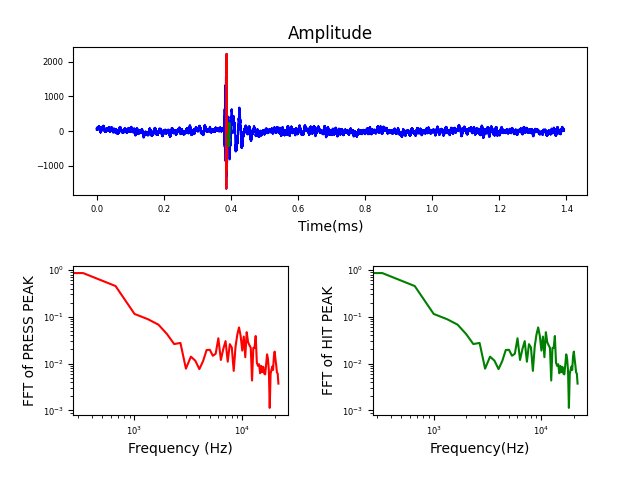 Amplitude
2000
1000
0
−1000
0.0 0.2 0.4 0.6 0.8 1.0 1.2 1.4
Time(ms)
FFT of PRESS PEAK
10⁰
10⁻¹
10⁻²
10⁻³
10³ 10⁴
Frequency (Hz)
FFT of HIT PEAK
10⁰
10⁻¹
10⁻²
10⁻³
10³ 10⁴
Frequency(Hz)